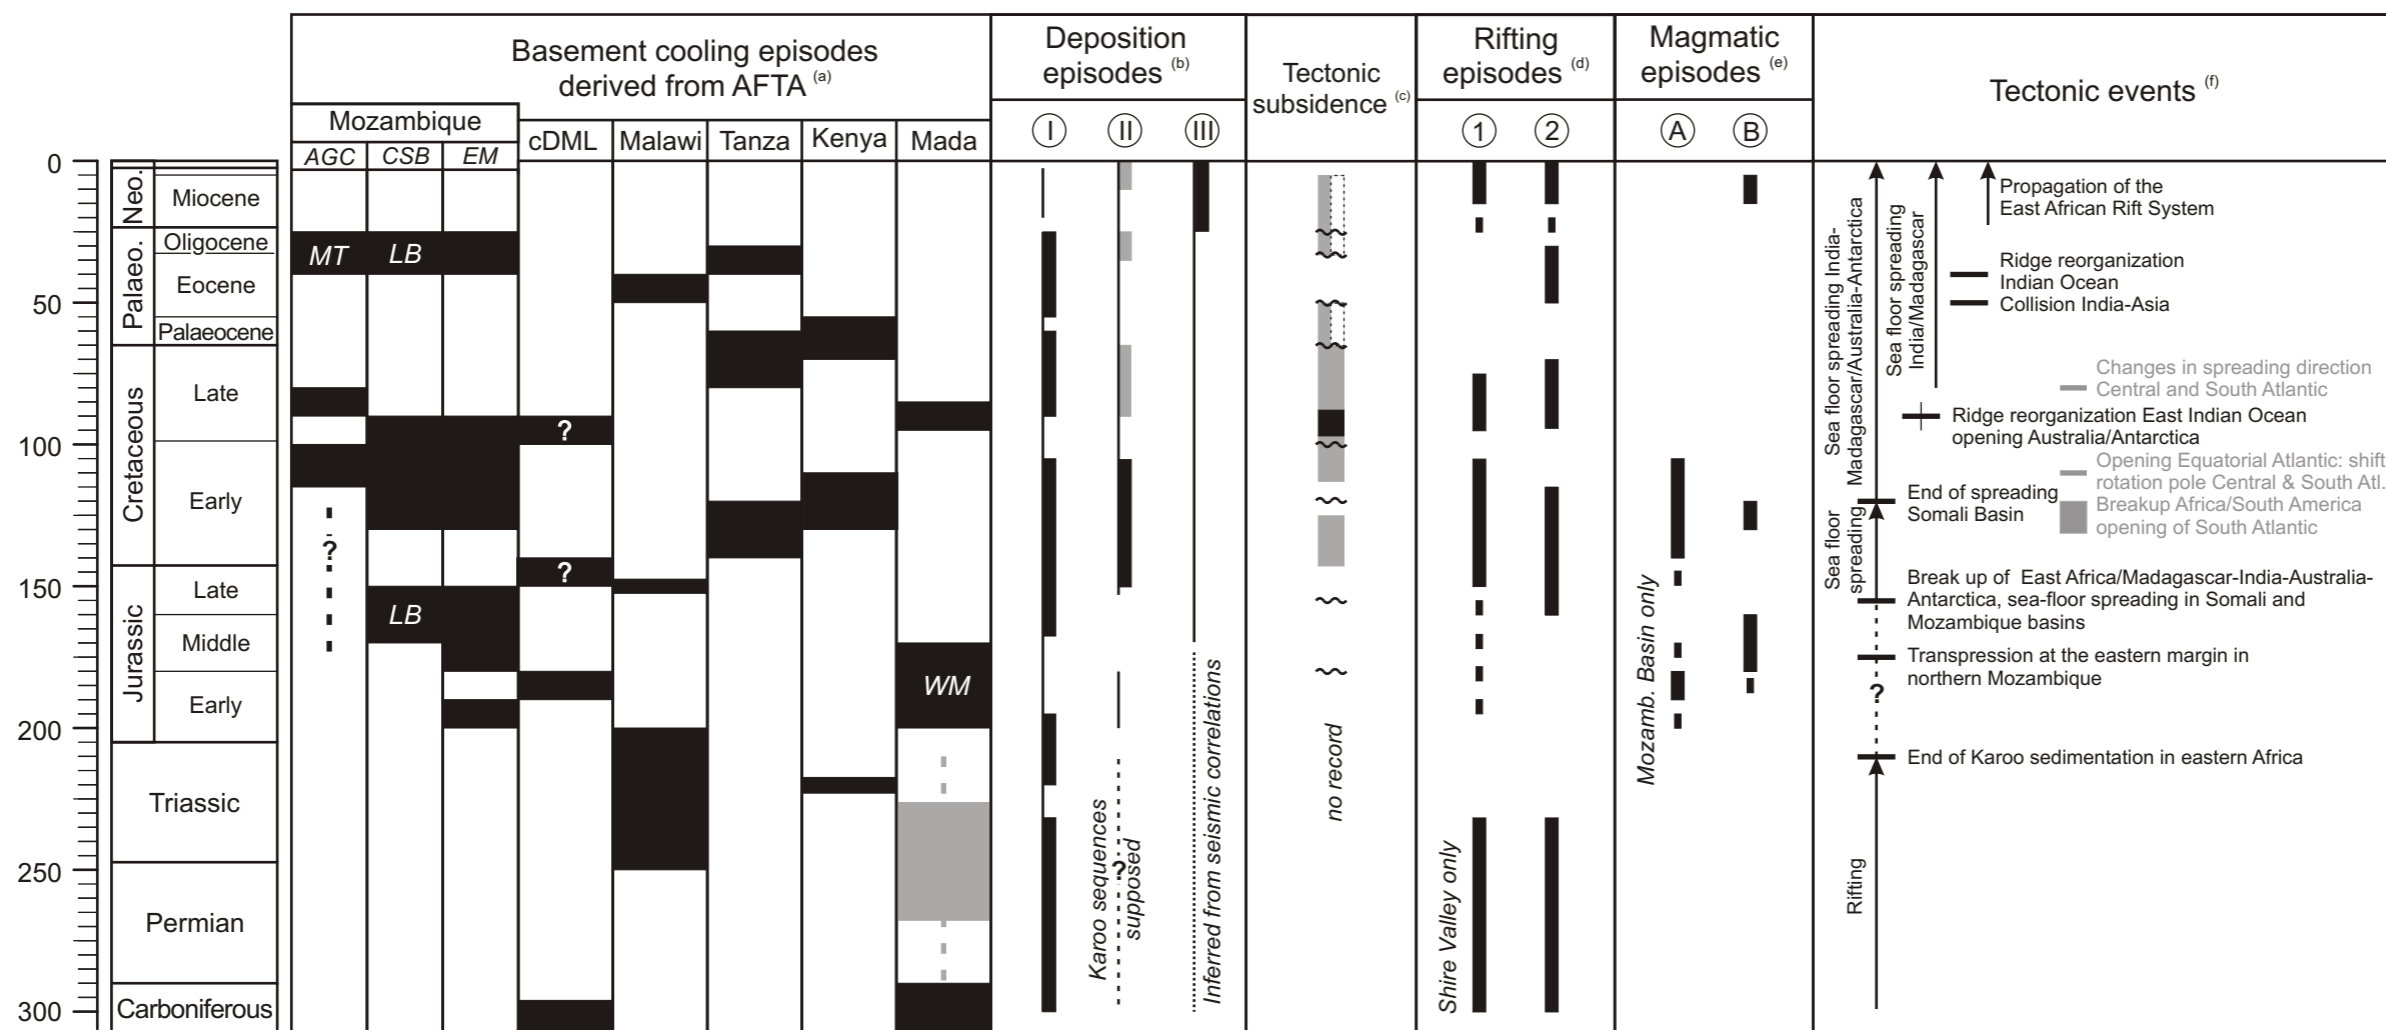 Basement cooling episodes
derived from AFTA (a)
Deposition
episodes (b)
Tectonic
subsidence (c)
Rifting
episodes (d)
Magmatic
episodes (e)
Tectonic events (f)
Mozambique
AGC CSB EM
cDML Malawi Tanza Kenya Mada
I II III
1 2
A B
0
50
100
150
200
250
300
Neo.
Miocene
Palaeo.
Oligocene
Eocene
Palaeocene
Cretaceous
Late
Early
Jurassic
Late
Middle
Early
Triassic
Permian
Carboniferous
MT
LB
?
?
?
LB
WM
Karoo sequences
supposed
?
Inferred from seismic correlations
no record
Shire Valley only
Mozamb. Basin only
Sea floor spreading India-
Madagascar/Australia-Antarctica
Sea floor spreading
India/Madagascar
Sea floor
spreading
?
Rifting
Propagation of the
East African Rift System
Ridge reorganization
Indian Ocean
Collision India-Asia
Changes in spreading direction
Central and South Atlantic
Ridge reorganization East Indian Ocean
opening Australia/Antarctica
Opening Equatorial Atlantic: shift
rotation pole Central & South Atl.
End of spreading
Somali Basin
Breakup Africa/South America
opening of South Atlantic
Break up of East Africa/Madagascar-India-Australia-
Antarctica, sea-floor spreading in Somali and
Mozambique basins
Transpression at the eastern margin in
northern Mozambique
End of Karoo sedimentation in eastern Africa